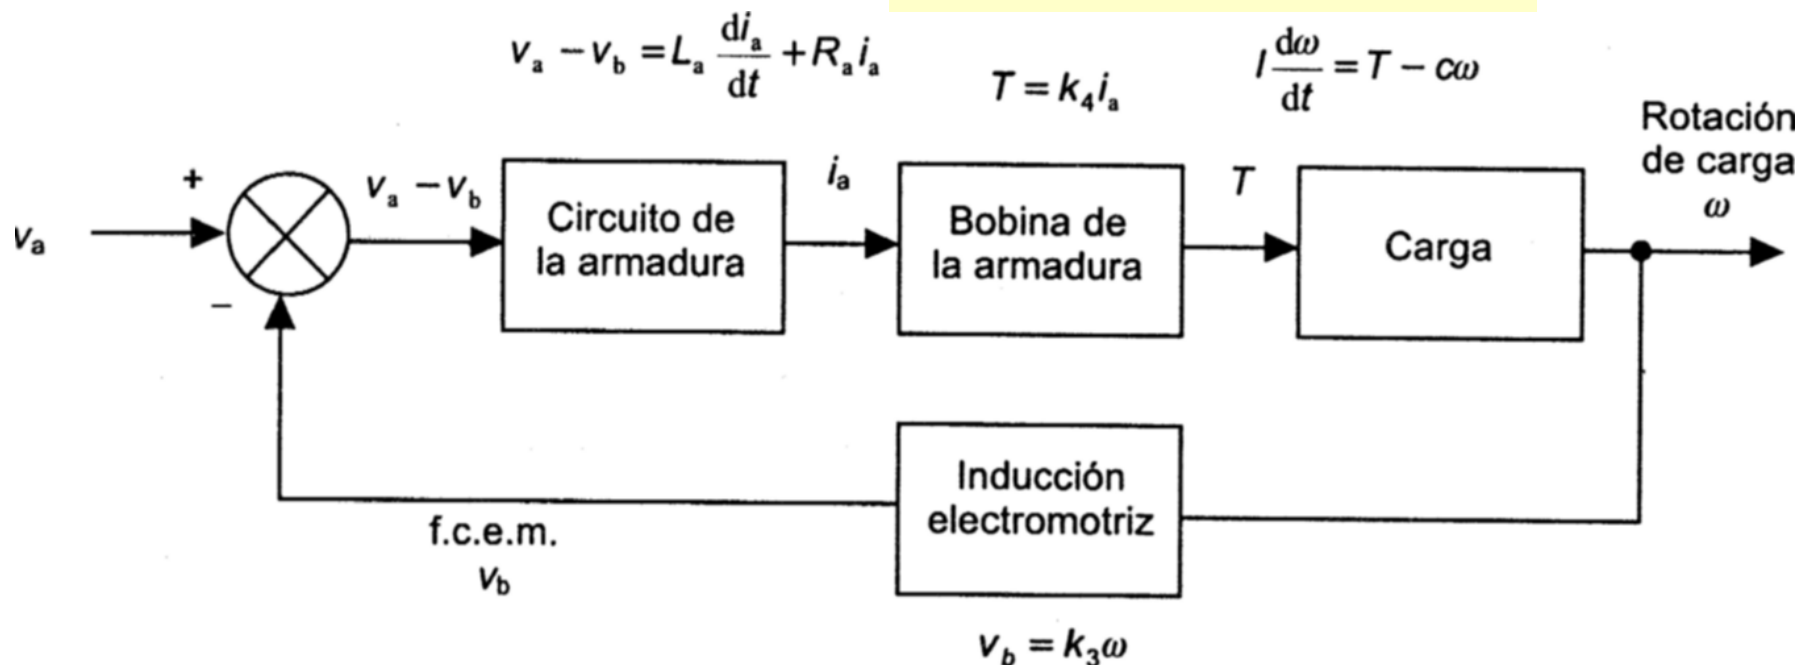 v_a − v_b = L_a di_a/dt + R_a i_a
T = k_4 i_a
I dω/dt = T − cω
Rotación
de carga
ω
+
v_a
−
v_a − v_b
Circuito de
la armadura
i_a
Bobina de
la armadura
T
Carga
Inducción
electromotriz
f.c.e.m.
v_b
v_b = k_3 ω